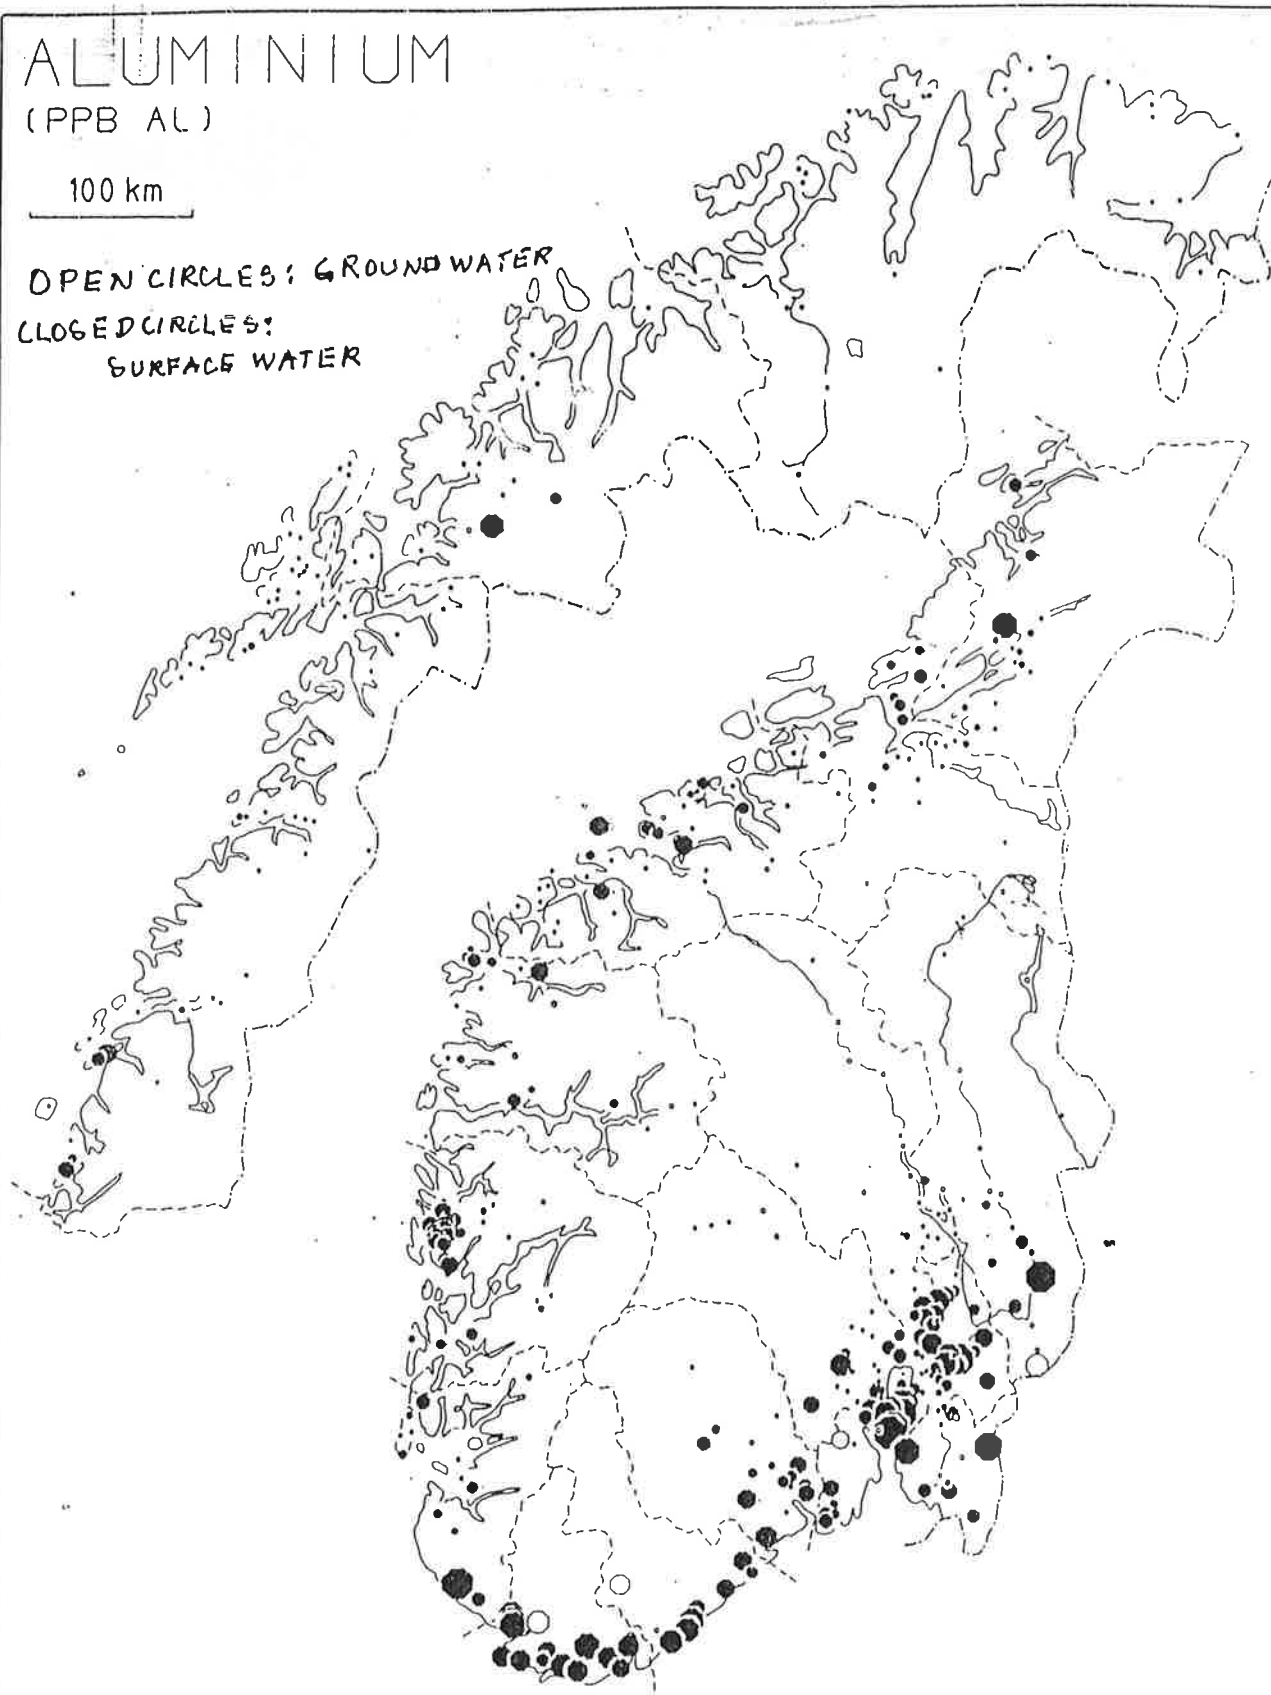 ALUMINIUM
(PPB AL)
100 km
OPEN CIRCLES: GROUNDWATER
CLOSED CIRCLES:
SURFACE WATER